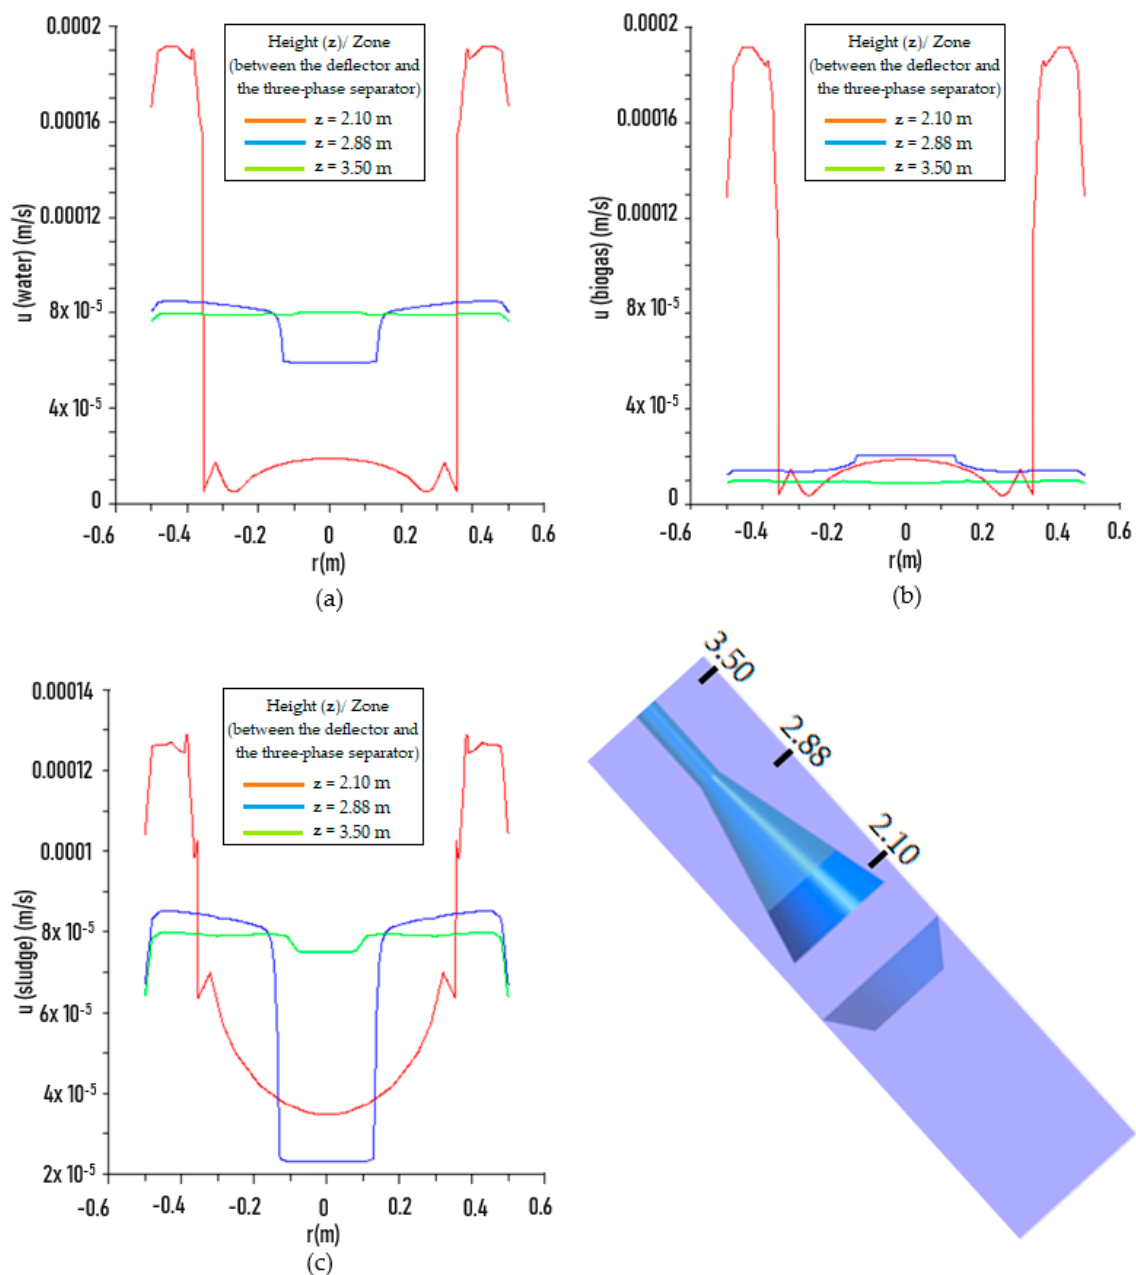 0.0002
0.00016
0.00012
8x 10-5
4x 10-5
0
u (water) (m/s)
Height (z)/ Zone
(between the deflector and
the three-phase separator)
z = 2.10 m
z = 2.88 m
z = 3.50 m
-0.6 -0.4 -0.2 0 0.2 0.4 0.6
r(m)
(a)
0.0002
0.00016
0.00012
8x 10-5
4x 10-5
0
u (biogas) (m/s)
Height (z)/ Zone
(between the deflector and
the three-phase separator)
z = 2.10 m
z = 2.88 m
z = 3.50 m
-0.6 -0.4 -0.2 0 0.2 0.4 0.6
r(m)
(b)
0.00014
0.00012
0.0001
8x 10-5
6x 10-5
4x 10-5
2x 10-5
u (sludge) (m/s)
Height (z)/ Zone
(between the deflector and
the three-phase separator)
z = 2.10 m
z = 2.88 m
z = 3.50 m
-0.6 -0.4 -0.2 0 0.2 0.4 0.6
r(m)
(c)
3.50
2.88
2.10